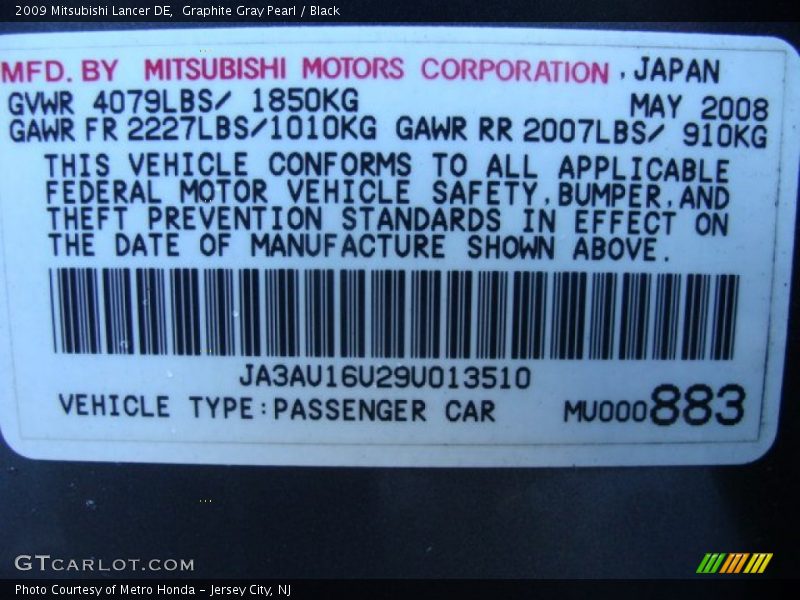 2009 Mitsubishi Lancer DE,  Graphite Gray Pearl / Black
MFD. BY MITSUBISHI MOTORS CORPORATION , JAPAN
GVWR 4079LBS/ 1850KG MAY 2008
GAWR FR 2227LBS/1010KG GAWR RR 2007LBS/ 910KG
THIS VEHICLE CONFORMS TO ALL APPLICABLE
FEDERAL MOTOR VEHICLE SAFETY,BUMPER,AND
THEFT PREVENTION STANDARDS IN EFFECT ON
THE DATE OF MANUFACTURE SHOWN ABOVE.
JA3AU16U29U013510
VEHICLE TYPE:PASSENGER CAR MU000883
GTCARLOT.COM
Photo Courtesy of Metro Honda - Jersey City, NJ